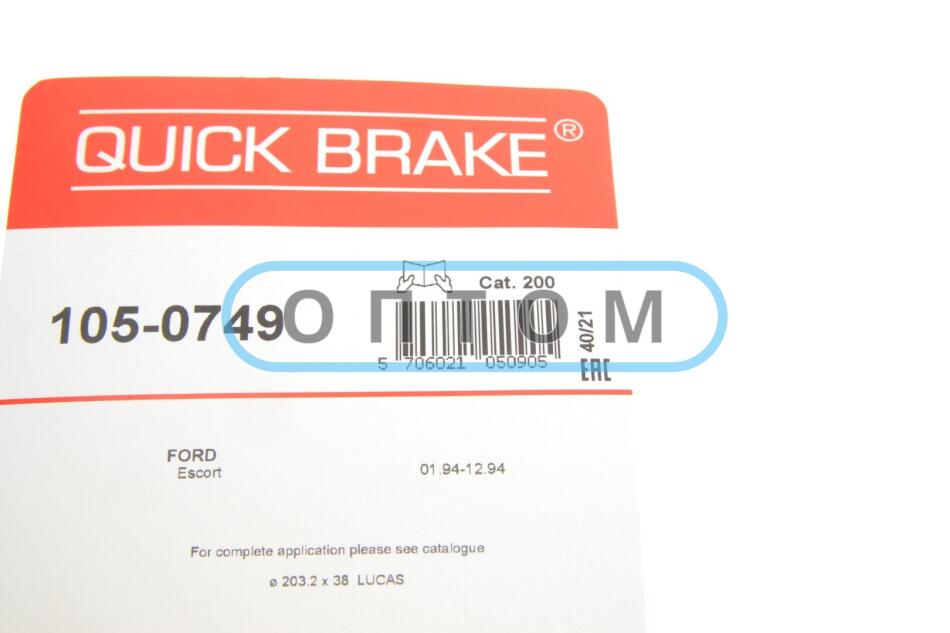 QUICK BRAKE®
Cat. 200
105-0749
ОПТОМ
40/21
5 706021 050905
EAC
FORD
Escort 01.94-12.94
For complete application please see catalogue
ø 203.2 x 38 LUCAS